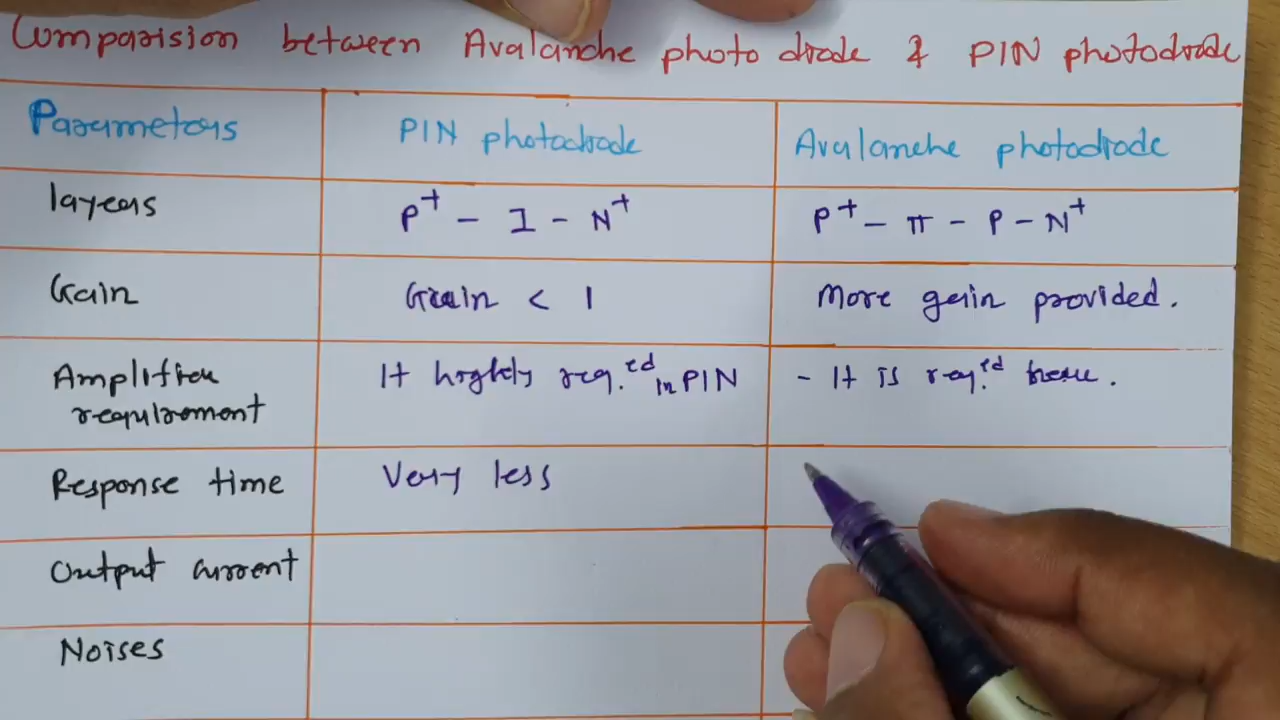 Comparision between Avalanche photo diode & PIN photodiode
Parameters PIN photodiode Avalanche photodiode
layers P+ - I - N+ P+ - π - P - N+
Gain Gain < 1 More gain provided.
Amplifier It highly req.ed in PIN - It is req.ed here.
requirement
Response time Very less
Output current
Noises